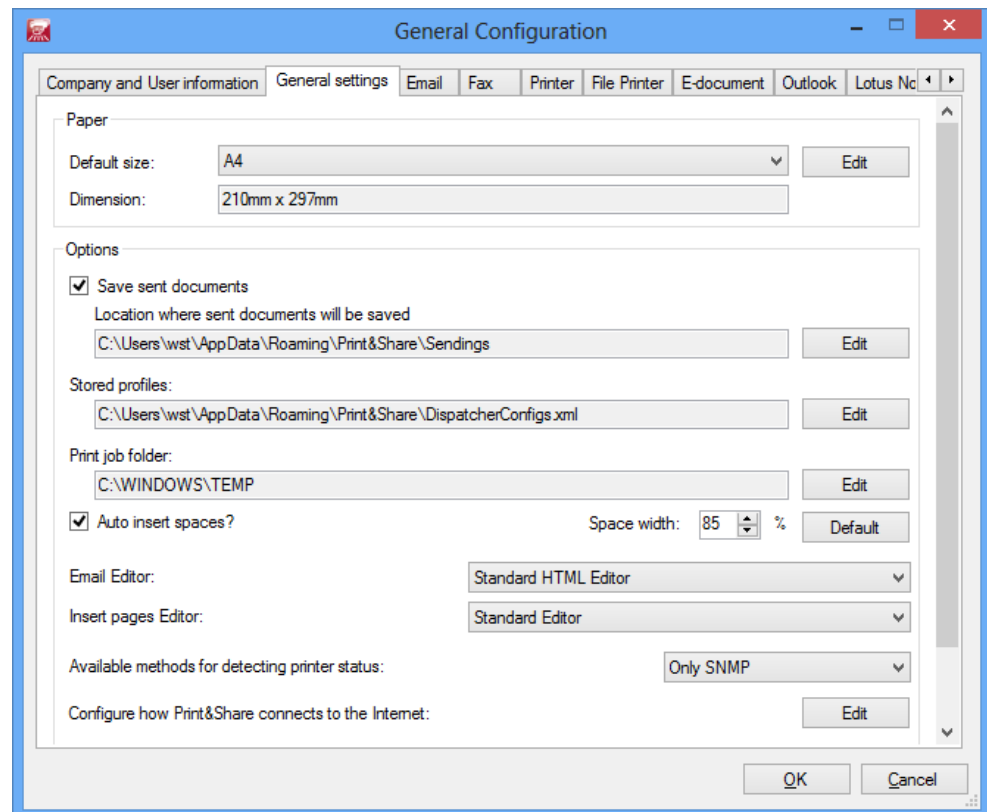 General Configuration
Company and User information General settings Email Fax Printer File Printer E-document Outlook Lotus
Paper
Default size: A4 Edit
Dimension: 210mm x 297mm
Options
Save sent documents
Location where sent documents will be saved
C:\Users\wst\AppData\Roaming\Print&Share\Sendings Edit
Stored profiles:
C:\Users\wst\AppData\Roaming\Print&Share\DispatcherConfigs.xml Edit
Print job folder:
C:\WINDOWS\TEMP Edit
Auto insert spaces? Space width: 85 % Default
Email Editor: Standard HTML Editor
Insert pages Editor: Standard Editor
Available methods for detecting printer status: Only SNMP
Configure how Print&Share connects to the Internet: Edit
OK Cancel